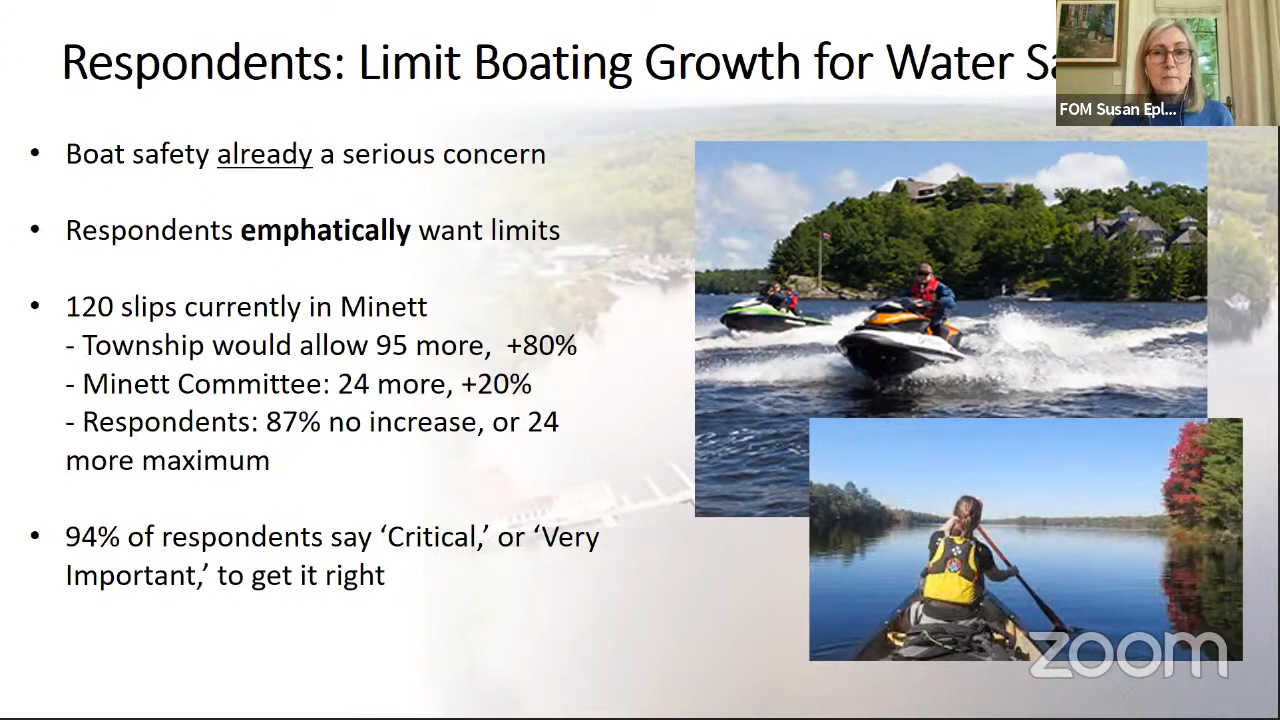 Respondents: Limit Boating Growth for Water
FOM Susan Epl...
• Boat safety already a serious concern
• Respondents emphatically want limits
• 120 slips currently in Minett
- Township would allow 95 more, +80%
- Minett Committee: 24 more, +20%
- Respondents: 87% no increase, or 24
more maximum
• 94% of respondents say ‘Critical,’ or ‘Very
Important,’ to get it right
zoom